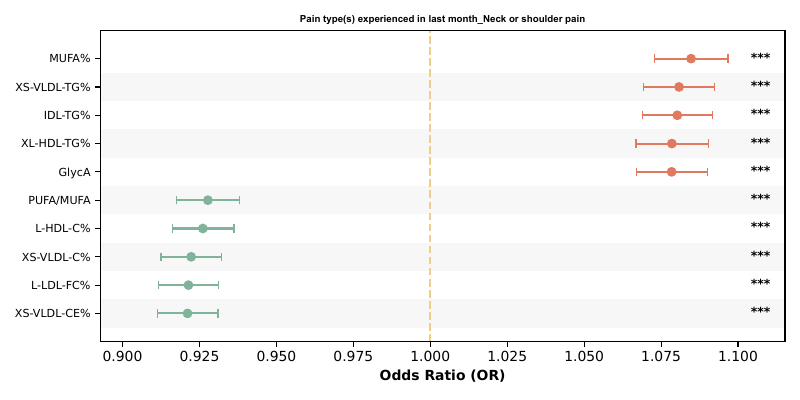 Pain type(s) experienced in last month_Neck or shoulder pain
MUFA% ***
XS-VLDL-TG% ***
IDL-TG% ***
XL-HDL-TG% ***
GlycA ***
PUFA/MUFA ***
L-HDL-C% ***
XS-VLDL-C% ***
L-LDL-FC% ***
XS-VLDL-CE% ***
0.900 0.925 0.950 0.975 1.000 1.025 1.050 1.075 1.100
Odds Ratio (OR)